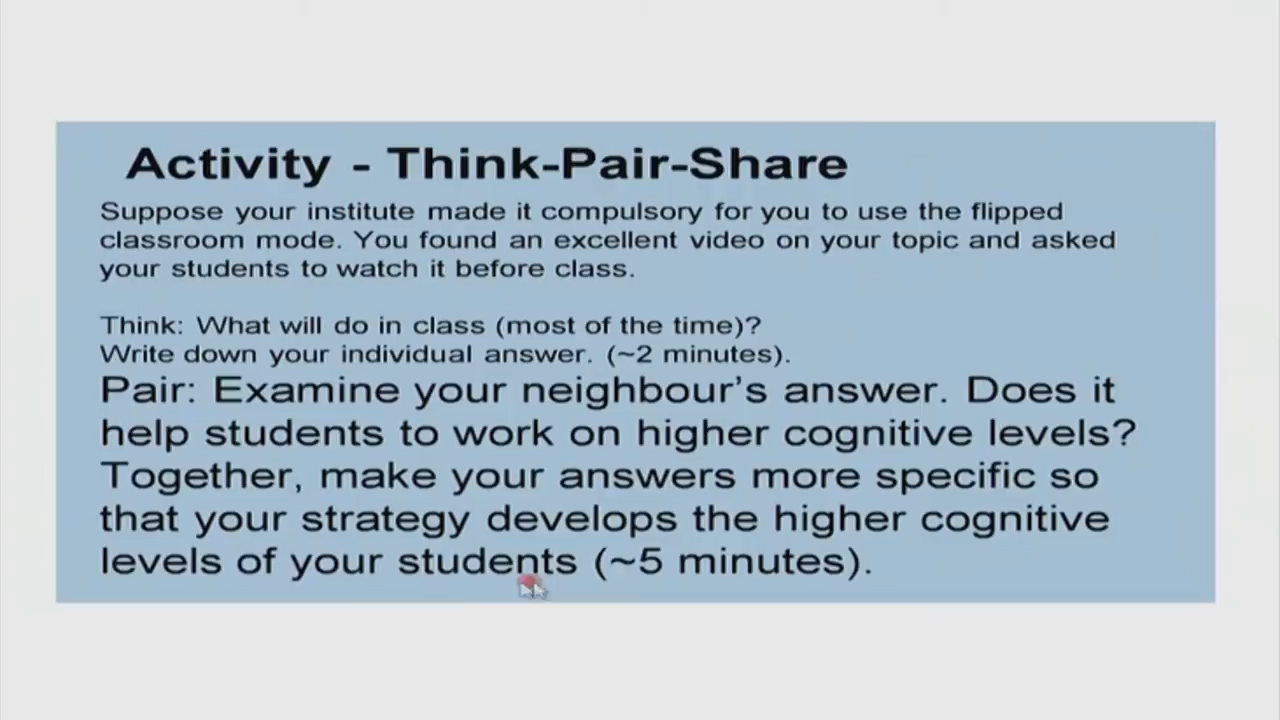 Activity - Think-Pair-Share
Suppose your institute made it compulsory for you to use the flipped
classroom mode. You found an excellent video on your topic and asked
your students to watch it before class.
Think: What will do in class (most of the time)?
Write down your individual answer. (~2 minutes).
Pair: Examine your neighbour's answer. Does it
help students to work on higher cognitive levels?
Together, make your answers more specific so
that your strategy develops the higher cognitive
levels of your students (~5 minutes).